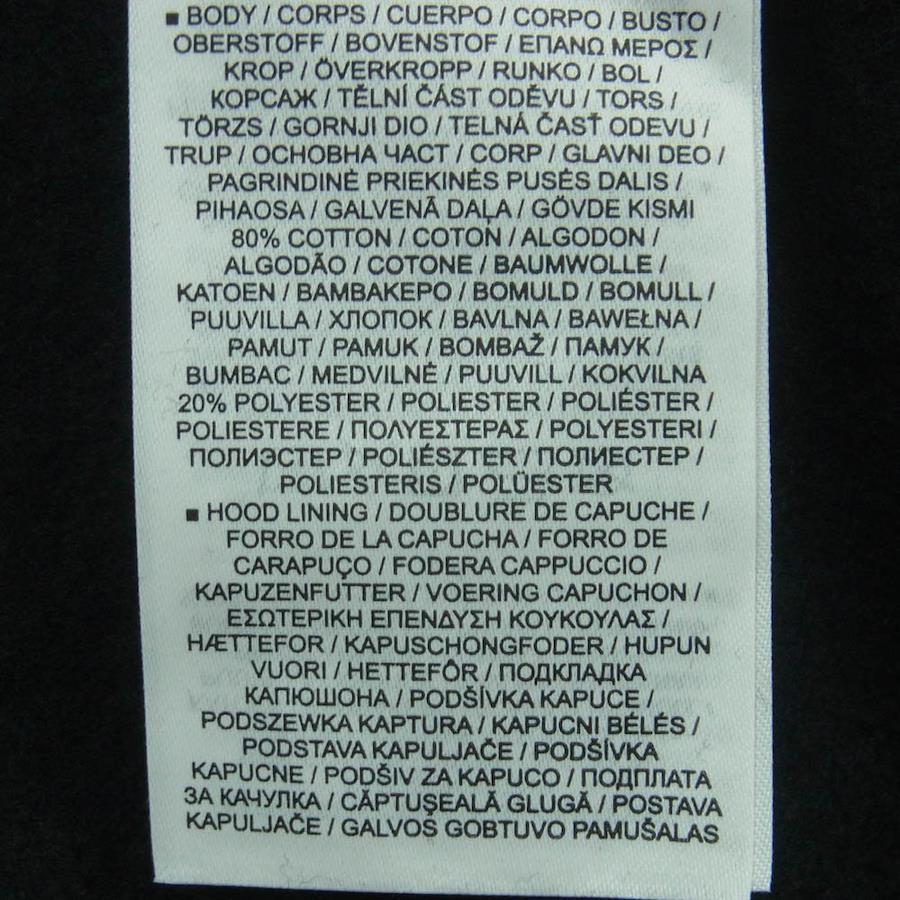 ■ BODY / CORPS / CUERPO / CORPO / BUSTO /
OBERSTOFF / BOVENSTOF / ΕΠΑΝΩ ΜΕΡΟΣ /
KROP / ÖVERKROPP / RUNKO / BOL /
КОРСАЖ / TĚLNÍ ČÁST ODĚVU / TORS /
TÖRZS / GORNJI DIO / TELNÁ ČASŤ ODEVU /
TRUP / ОСНОВНА ЧАСТ / CORP / GLAVNI DEO /
PAGRINDINĖ PRIEKINĖS PUSĖS DALIS /
PIHAOSA / GALVENĀ DAĻA / GÖVDE KISMI
80% COTTON / COTON / ALGODON /
ALGODÃO / COTONE / BAUMWOLLE /
KATOEN / ΒΑΜΒΑΚΕΡΟ / BOMULD / BOMULL /
PUUVILLA / ХЛОПОК / BAVLNA / BAWEŁNA /
PAMUT / PAMUK / BOMBAŽ / ПАМУК /
BUMBAC / MEDVILNĖ / PUUVILL / KOKVILNA
20% POLYESTER / POLIESTER / POLIÉSTER /
POLIESTERE / ΠΟΛΥΕΣΤΕΡΑΣ / POLYESTERI /
ПОЛИЭСТЕР / POLIÉSZTER / ПОЛИЕСТЕР /
POLIESTERIS / POLÜESTER
■ HOOD LINING / DOUBLURE DE CAPUCHE /
FORRO DE LA CAPUCHA / FORRO DE
CARAPUÇO / FODERA CAPPUCCIO /
KAPUZENFUTTER / VOERING CAPUCHON /
ΕΣΩΤΕΡΙΚΗ ΕΠΕΝΔΥΣΗ ΚΟΥΚΟΥΛΑΣ /
HÆTTEFOR / KAPUSCHONGFODER / HUPUN
VUORI / HETTEFÔR / ПОДКЛАДКА
КАПЮШОНА / PODŠÍVKA KAPUCE /
PODSZEWKA KAPTURA / KAPUCNI BÉLÉS /
PODSTAVA KAPULJAČE / PODŠÍVKA
KAPUCNE / PODŠIV ZA KAPUCO / ПОДПЛАТА
ЗА КАЧУЛКА / CĂPTUŞEALĂ GLUGĂ / POSTAVA
KAPULJAČE / GALVOS GOBTUVO PAMUŠALAS